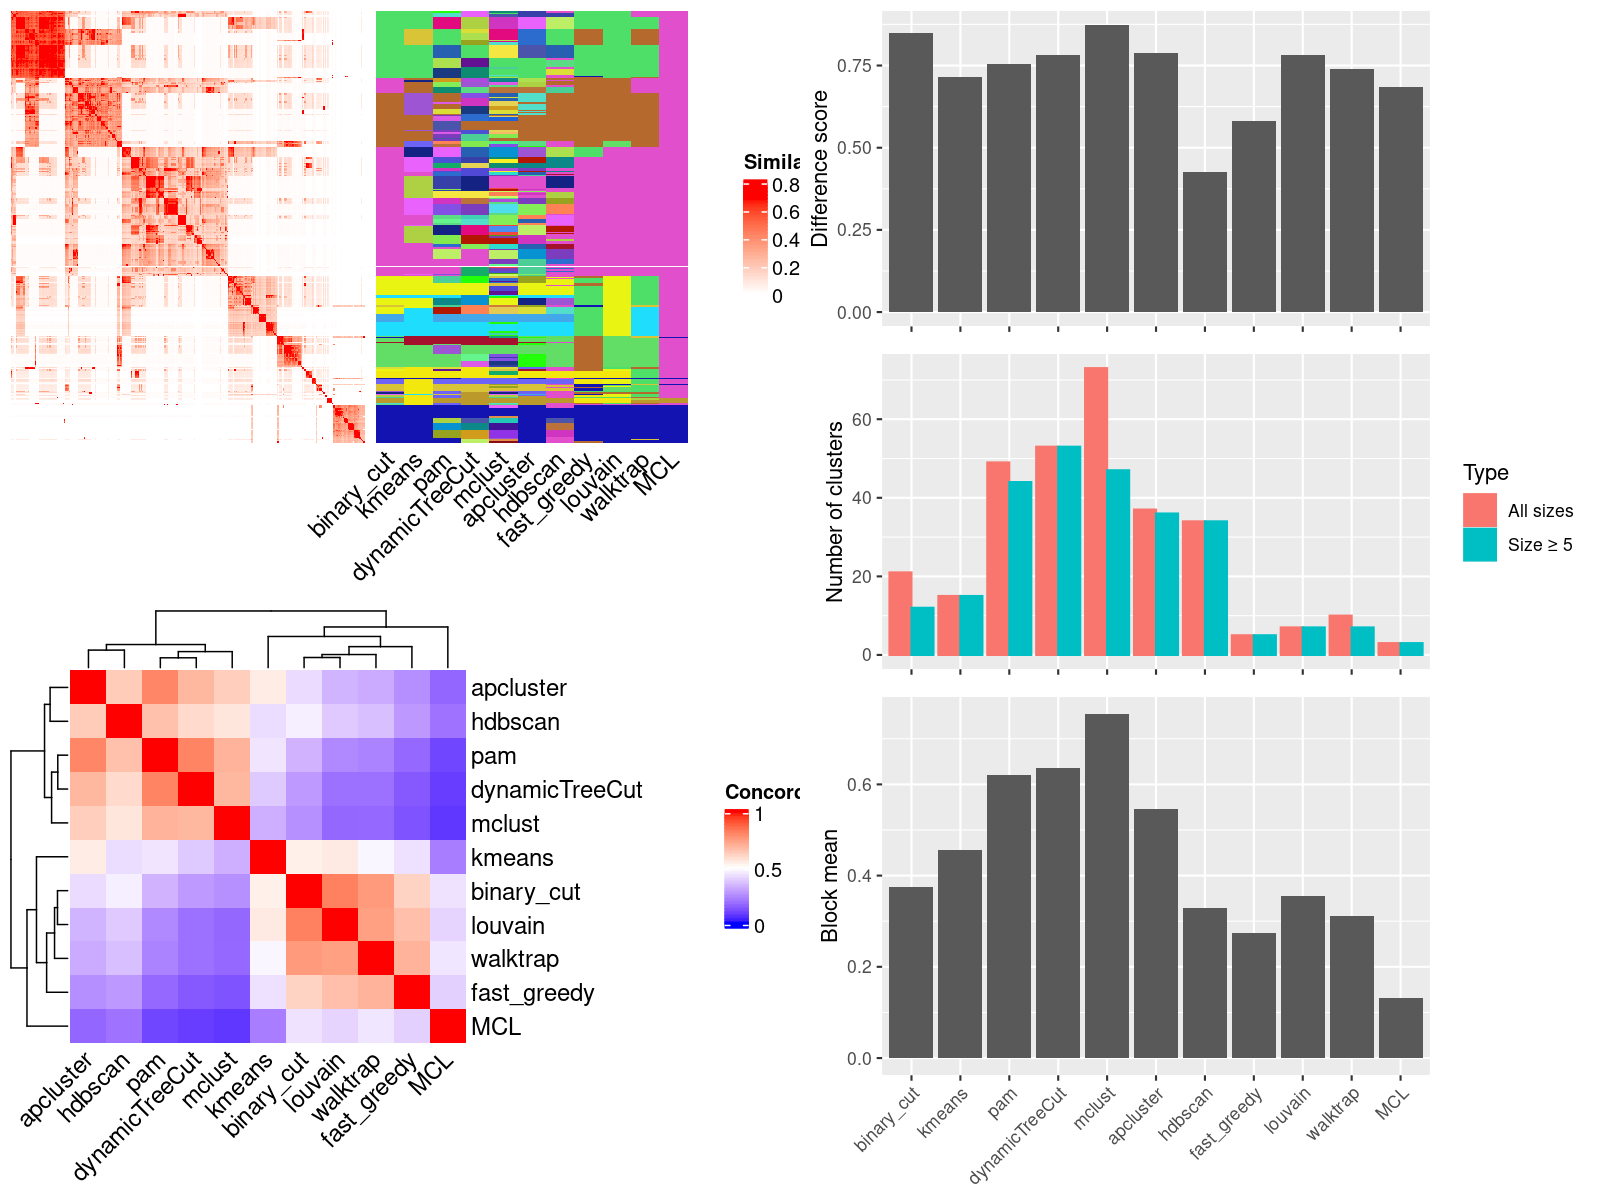 Simila
0.8
0.6
0.4
0.2
0
binary_cut
kmeans
pam
dynamicTreeCut
mclust
apcluster
hdbscan
fast_greedy
louvain
walktrap
MCL
Difference score
0.75
0.50
0.25
0.00
Number of clusters
60
40
20
0
Type
All sizes
Size ≥ 5
apcluster
hdbscan
pam
dynamicTreeCut
mclust
kmeans
binary_cut
louvain
walktrap
fast_greedy
MCL
apcluster
hdbscan
pam
dynamicTreeCut
mclust
kmeans
binary_cut
louvain
walktrap
fast_greedy
MCL
Concord
1
0.5
0
Block mean
0.6
0.4
0.2
0.0
binary_cut
kmeans
pam
dynamicTreeCut
mclust
apcluster
hdbscan
fast_greedy
louvain
walktrap
MCL